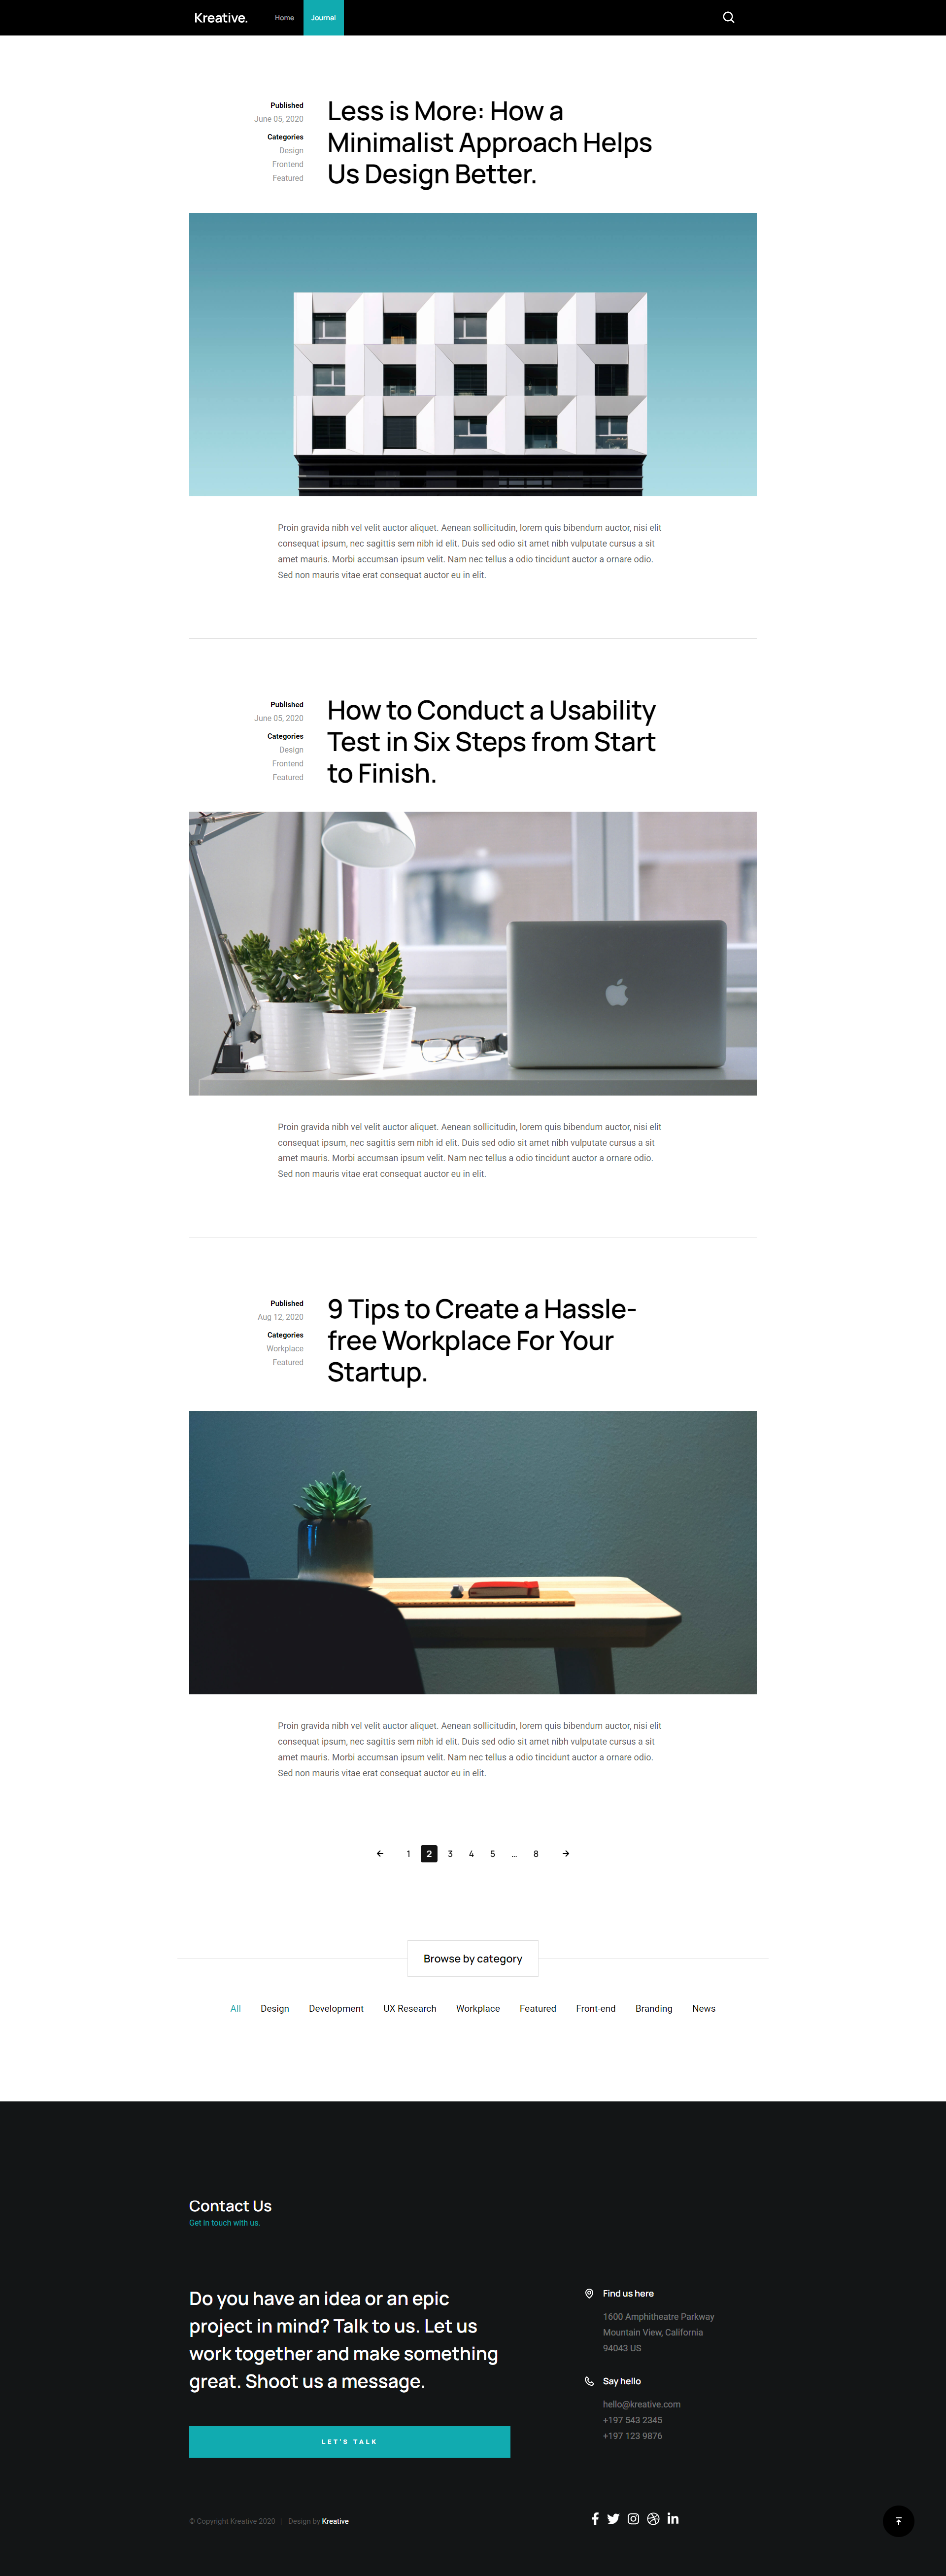 Kreative.
Home
Journal
Published
June 05, 2020
Categories
Design
Frontend
Featured
Less is More: How a
Minimalist Approach Helps
Us Design Better.
Proin gravida nibh vel velit auctor aliquet. Aenean sollicitudin, lorem quis bibendum auctor, nisi elit
consequat ipsum, nec sagittis sem nibh id elit. Duis sed odio sit amet nibh vulputate cursus a sit
amet mauris. Morbi accumsan ipsum velit. Nam nec tellus a odio tincidunt auctor a ornare odio.
Sed non mauris vitae erat consequat auctor eu in elit.
Published
June 05, 2020
Categories
Design
Frontend
Featured
How to Conduct a Usability
Test in Six Steps from Start
to Finish.
Proin gravida nibh vel velit auctor aliquet. Aenean sollicitudin, lorem quis bibendum auctor, nisi elit
consequat ipsum, nec sagittis sem nibh id elit. Duis sed odio sit amet nibh vulputate cursus a sit
amet mauris. Morbi accumsan ipsum velit. Nam nec tellus a odio tincidunt auctor a ornare odio.
Sed non mauris vitae erat consequat auctor eu in elit.
Published
Aug 12, 2020
Categories
Workplace
Featured
9 Tips to Create a Hassle-
free Workplace For Your
Startup.
Proin gravida nibh vel velit auctor aliquet. Aenean sollicitudin, lorem quis bibendum auctor, nisi elit
consequat ipsum, nec sagittis sem nibh id elit. Duis sed odio sit amet nibh vulputate cursus a sit
amet mauris. Morbi accumsan ipsum velit. Nam nec tellus a odio tincidunt auctor a ornare odio.
Sed non mauris vitae erat consequat auctor eu in elit.
1 2 3 4 5 … 8
Browse by category
All Design Development UX Research Workplace Featured Front-end Branding News
Contact Us
Get in touch with us.
Do you have an idea or an epic
project in mind? Talk to us. Let us
work together and make something
great. Shoot us a message.
LET'S TALK
Find us here
1600 Amphitheatre Parkway
Mountain View, California
94043 US
Say hello
hello@kreative.com
+197 543 2345
+197 123 9876
© Copyright Kreative 2020 Design by Kreative